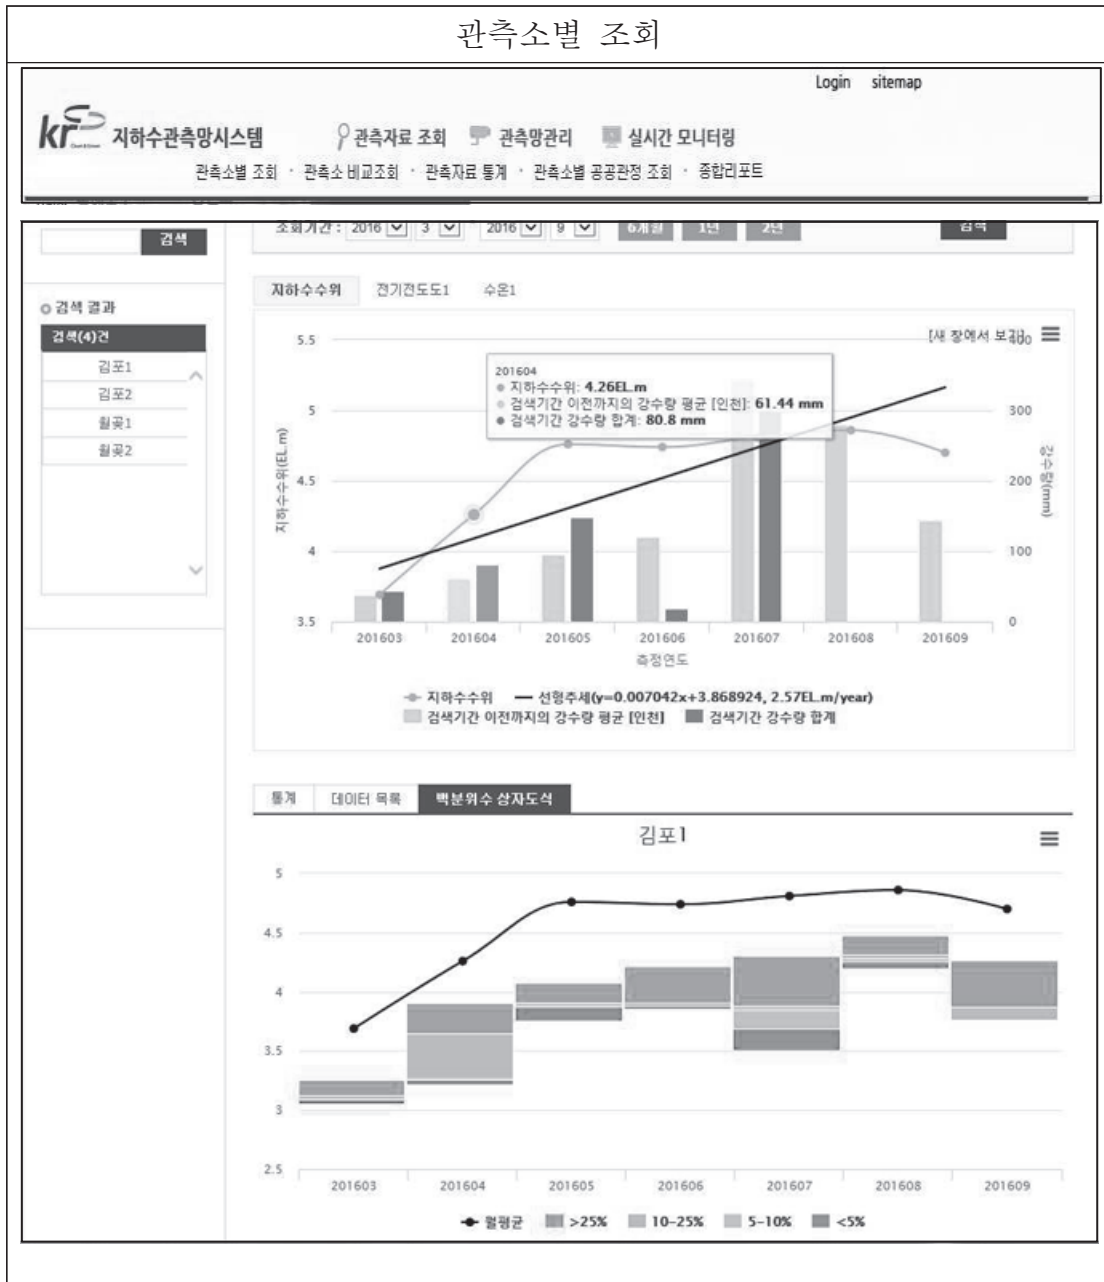 관측소별 조회
Login sitemap
kr 지하수관측망시스템 관측자료 조회 관측망관리 실시간 모니터링
관측소별 조회 · 관측소 비교조회 · 관측자료 통계 · 관측소별 공공관정 조회 · 종합리포트
검색 조회기간 : 2016 3 2016 9 6개월 1년 2년 검색
지하수수위 전기전도도1 수온1
검색 결과
검색(4)건
김포1
김포2
월곶1
월곶2
[새 창에서 보기]
201604
지하수수위: 4.26EL.m
검색기간 이전까지의 강수량 평균 [인천]: 61.44 mm
검색기간 강수량 합계: 80.8 mm
지하수수위(EL.m)
5.5
5
4.5
4
3.5
강수량(mm)
400
300
200
100
0
201603 201604 201605 201606 201607 201608 201609
측정연도
지하수수위 선형추세(y=0.007042x+3.868924, 2.57EL.m/year)
검색기간 이전까지의 강수량 평균 [인천] 검색기간 강수량 합계
통계 데이터 목록 백분위수 상자도식
김포1
5
4.5
4
3.5
3
2.5
201603 201604 201605 201606 201607 201608 201609
월평균 >25% 10-25% 5-10% <5%